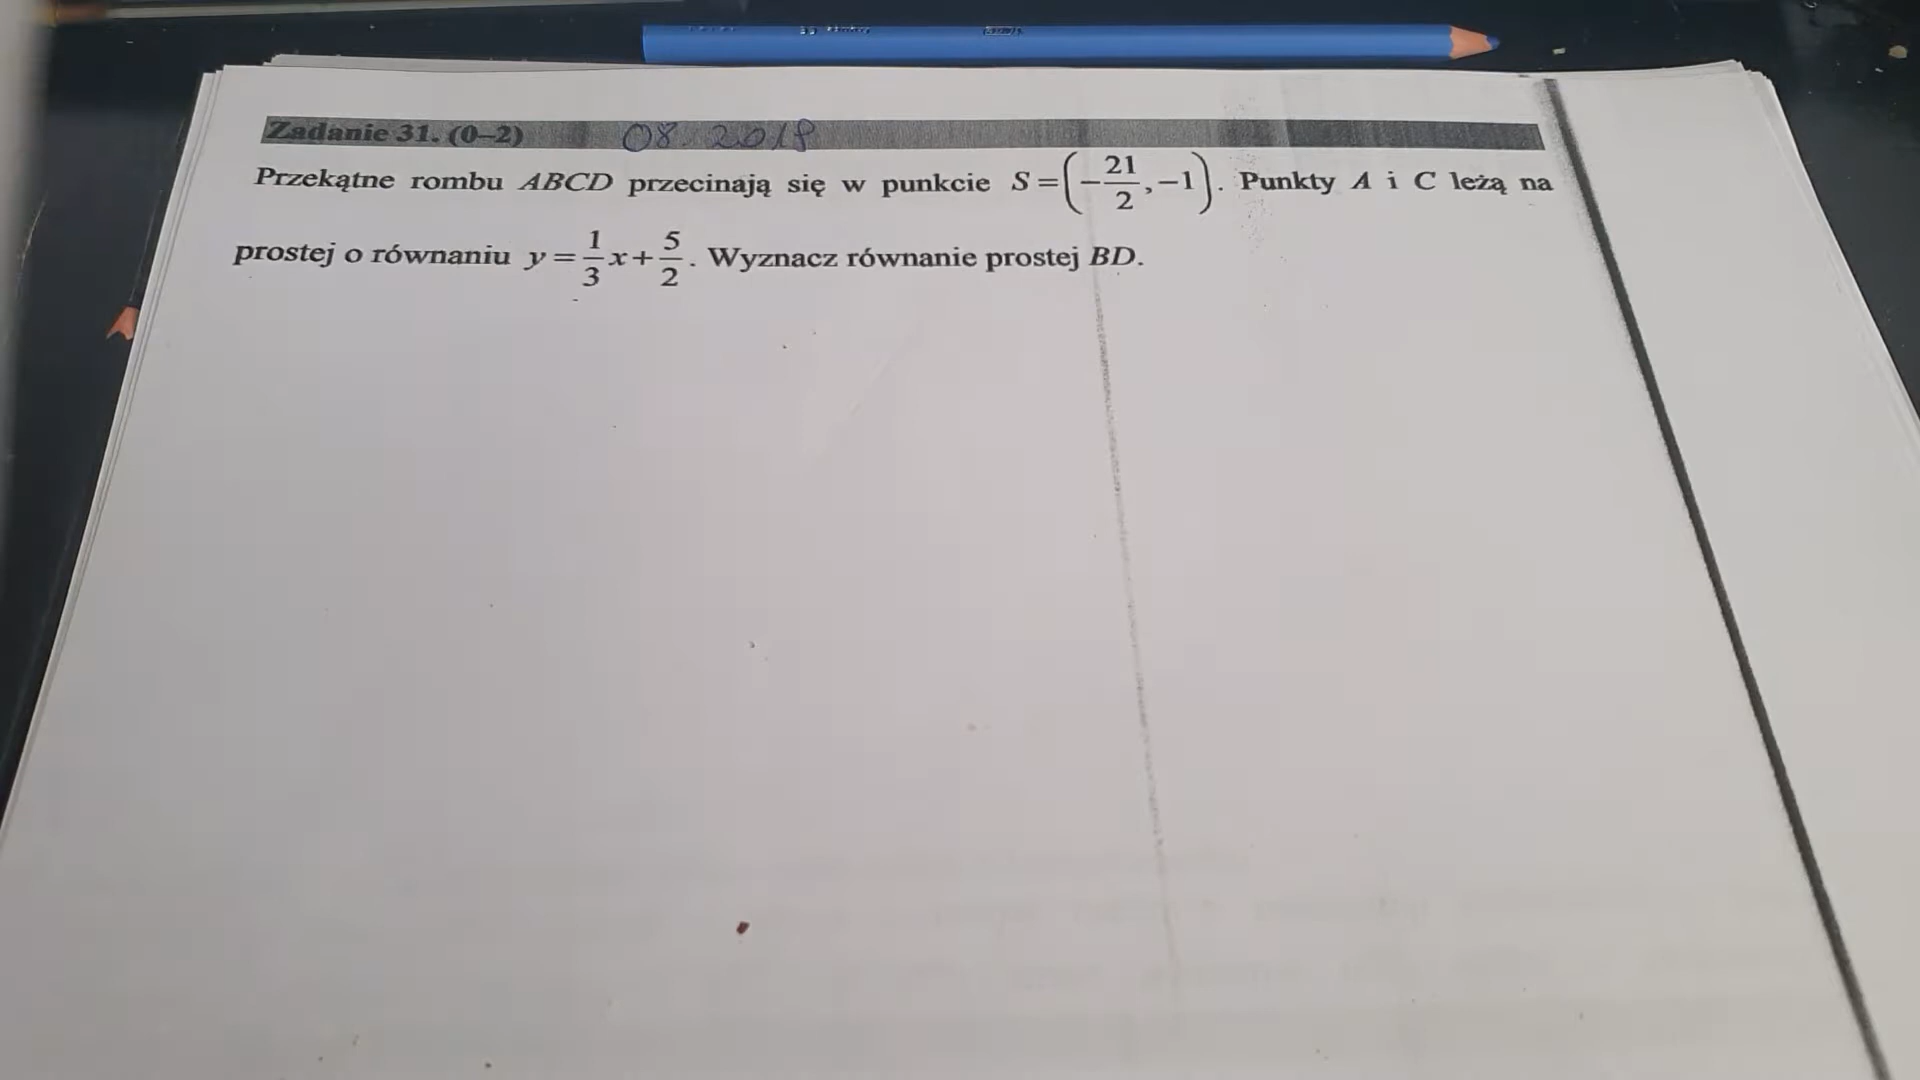 Zadanie 31. (0–2) 08.2018
Przekątne rombu ABCD przecinają się w punkcie S=(−21/2,−1). Punkty A i C leżą na
prostej o równaniu y=1/3x+5/2. Wyznacz równanie prostej BD.